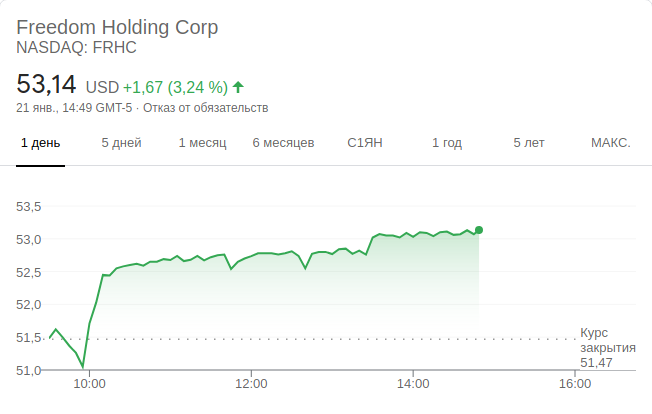 Freedom Holding Corp
NASDAQ: FRHC
53,14 USD +1,67 (3,24 %)
21 янв., 14:49 GMT-5 · Отказ от обязательств
1 день 5 дней 1 месяц 6 месяцев С1ЯН 1 год 5 лет МАКС.
53,5
53,0
52,5
52,0
51,5
51,0
Курс
закрытия
51,47
10:00 12:00 14:00 16:00